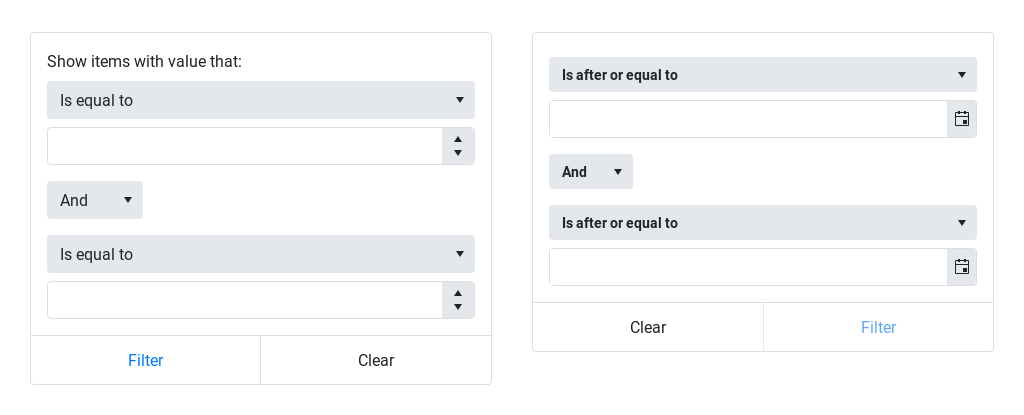 Show items with value that:
Is equal to
And
Is equal to
Filter
Clear
Is after or equal to
And
Is after or equal to
Clear
Filter